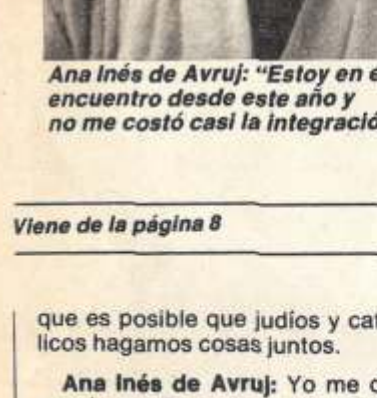 Ana Inés de Avruj: "Estoy en e
encuentro desde este año y
no me costó casi la integració
Viene de la página 8
que es posible que judíos y cat
licos hagamos cosas juntos.
Ana Inés de Avruj: Yo me